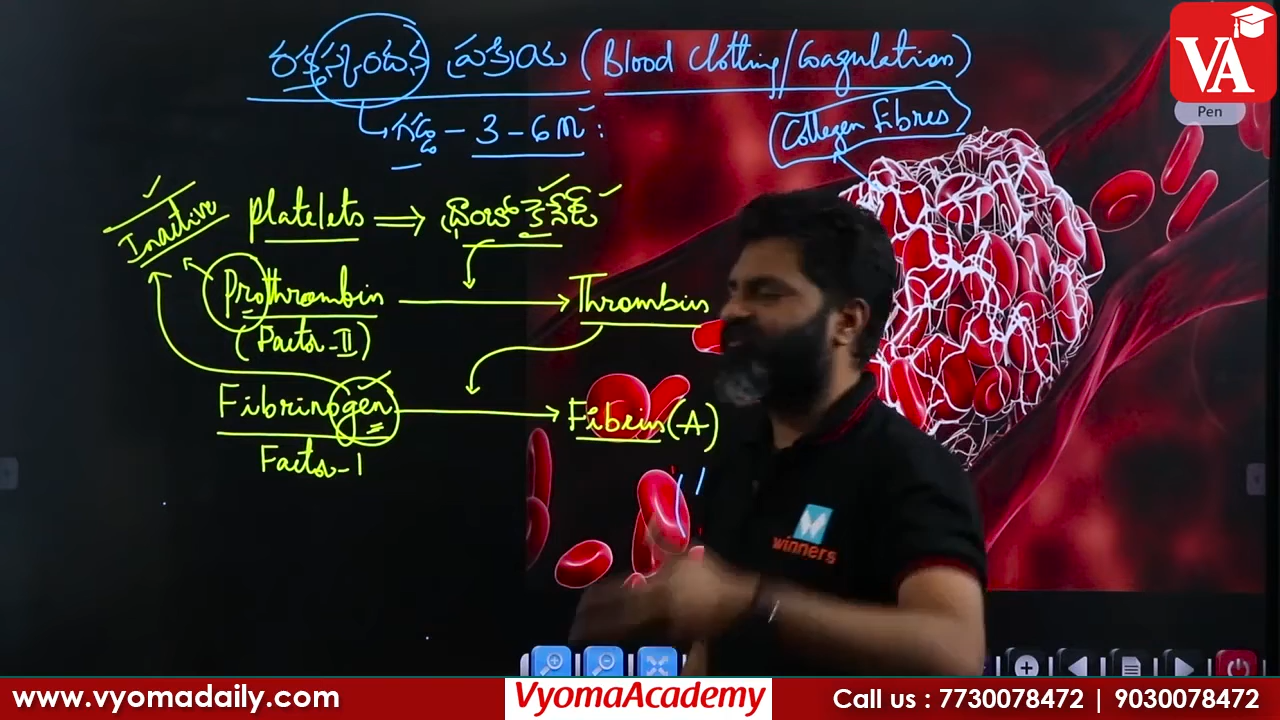 రక్తస్కందన ప్రక్రియ (Blood Clotting/Coagulation)
VA
Pen
గడ్డ - 3 - 6 m:
Collegen Fibres
Inactive
Platelets ⇒ థ్రాంబోకైనేజ్
Prothrombin → Thrombin
(Factor-II)
Fibrinogen → Fibrin (A)
Factor-1
winners
www.vyomadaily.com
VyomaAcademy
Call us : 7730078472 | 9030078472